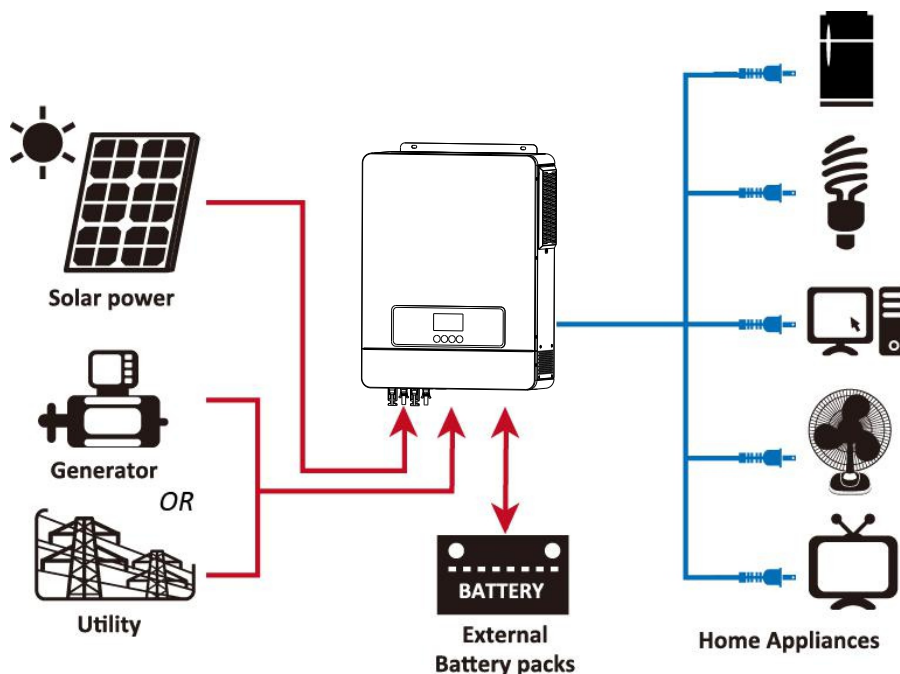 Solar power
Generator
OR
Utility
BATTERY
External
Battery packs
Home Appliances